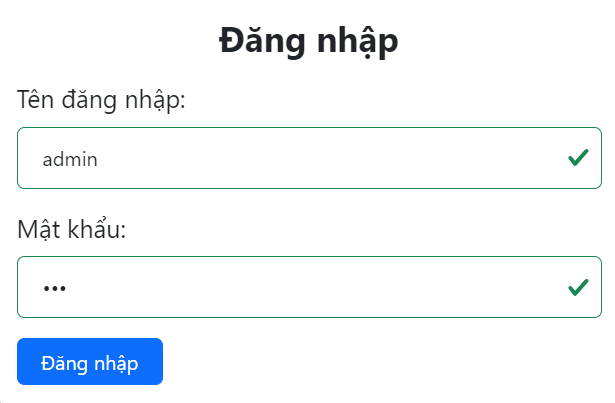 Đăng nhập
Tên đăng nhập:
admin
Mật khẩu:
•••
Đăng nhập